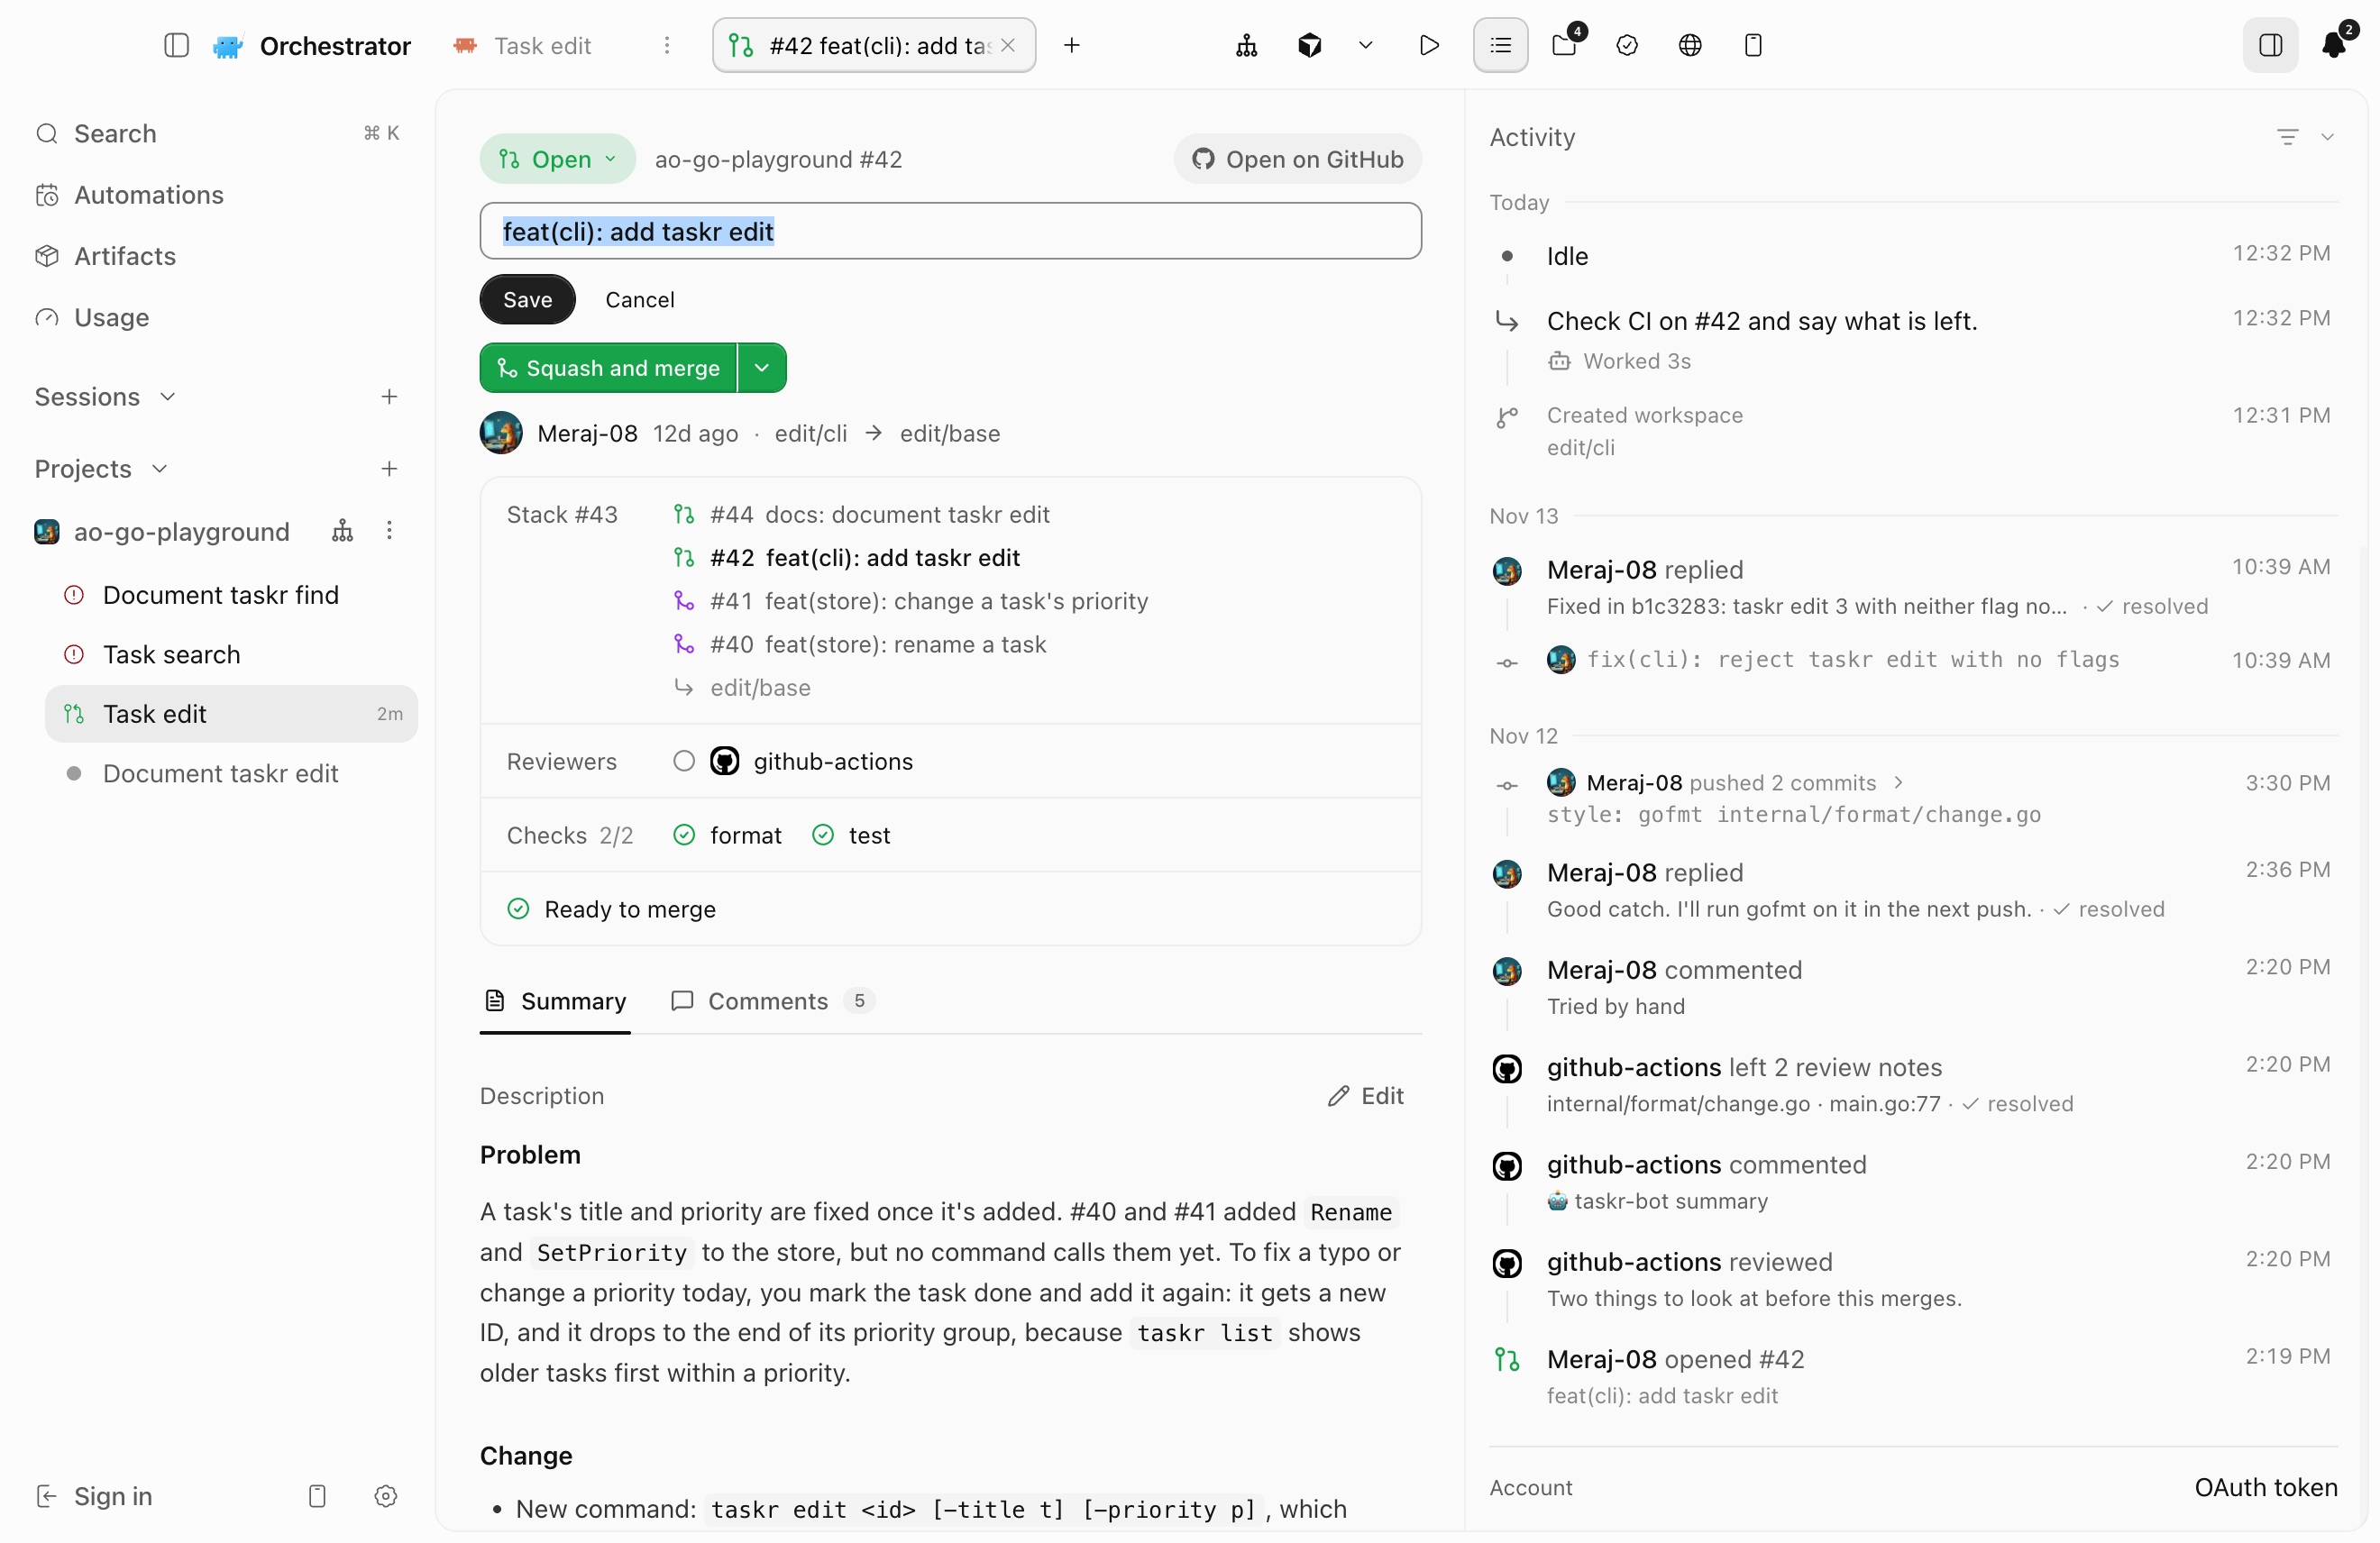 Orchestrator
Task edit
#42 feat(cli): add tas
4
2
Search
⌘ K
Automations
Artifacts
Usage
Sessions
Projects
ao-go-playground
Document taskr find
Task search
Task edit
2m
Document taskr edit
Sign in
Open
ao-go-playground #42
Open on GitHub
feat(cli): add taskr edit
Save
Cancel
Squash and merge
Meraj-08 12d ago · edit/cli → edit/base
Stack #43
#44 docs: document taskr edit
#42 feat(cli): add taskr edit
#41 feat(store): change a task's priority
#40 feat(store): rename a task
edit/base
Reviewers
github-actions
Checks 2/2
format
test
Ready to merge
Summary
Comments 5
Description
Edit
Problem
A task's title and priority are fixed once it's added. #40 and #41 added Rename
and SetPriority to the store, but no command calls them yet. To fix a typo or
change a priority today, you mark the task done and add it again: it gets a new
ID, and it drops to the end of its priority group, because taskr list shows
older tasks first within a priority.
Change
• New command: taskr edit <id> [-title t] [-priority p], which
Activity
Today
Idle
12:32 PM
Check CI on #42 and say what is left.
12:32 PM
Worked 3s
Created workspace
12:31 PM
edit/cli
Nov 13
Meraj-08 replied
10:39 AM
Fixed in b1c3283: taskr edit 3 with neither flag no... · ✓ resolved
fix(cli): reject taskr edit with no flags
10:39 AM
Nov 12
Meraj-08 pushed 2 commits
3:30 PM
style: gofmt internal/format/change.go
Meraj-08 replied
2:36 PM
Good catch. I'll run gofmt on it in the next push. · ✓ resolved
Meraj-08 commented
2:20 PM
Tried by hand
github-actions left 2 review notes
2:20 PM
internal/format/change.go · main.go:77 · ✓ resolved
github-actions commented
2:20 PM
🤖 taskr-bot summary
github-actions reviewed
2:20 PM
Two things to look at before this merges.
Meraj-08 opened #42
2:19 PM
feat(cli): add taskr edit
Account
OAuth token